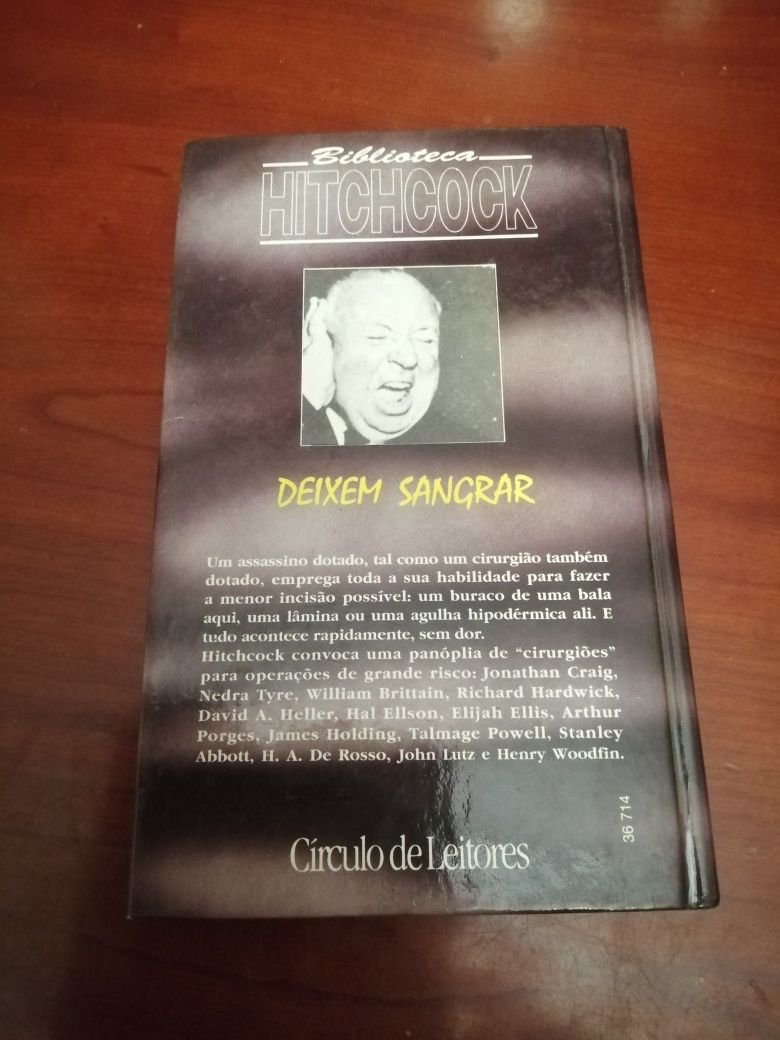 Biblioteca
HITCHCOCK
DEIXEM SANGRAR
Um assassino dotado, tal como um cirurgião também
dotado, emprega toda a sua habilidade para fazer
a menor incisão possível: um buraco de uma bala
aqui, uma lâmina ou uma agulha hipodérmica ali. E
tudo acontece rapidamente, sem dor.
Hitchcock convoca uma panóplia de “cirurgiões”
para operações de grande risco: Jonathan Craig,
Nedra Tyre, William Brittain, Richard Hardwick,
David A. Heller, Hal Ellson, Elijah Ellis, Arthur
Porges, James Holding, Talmage Powell, Stanley
Abbott, H. A. De Rosso, John Lutz e Henry Woodfin.
36 714
Círculo de Leitores